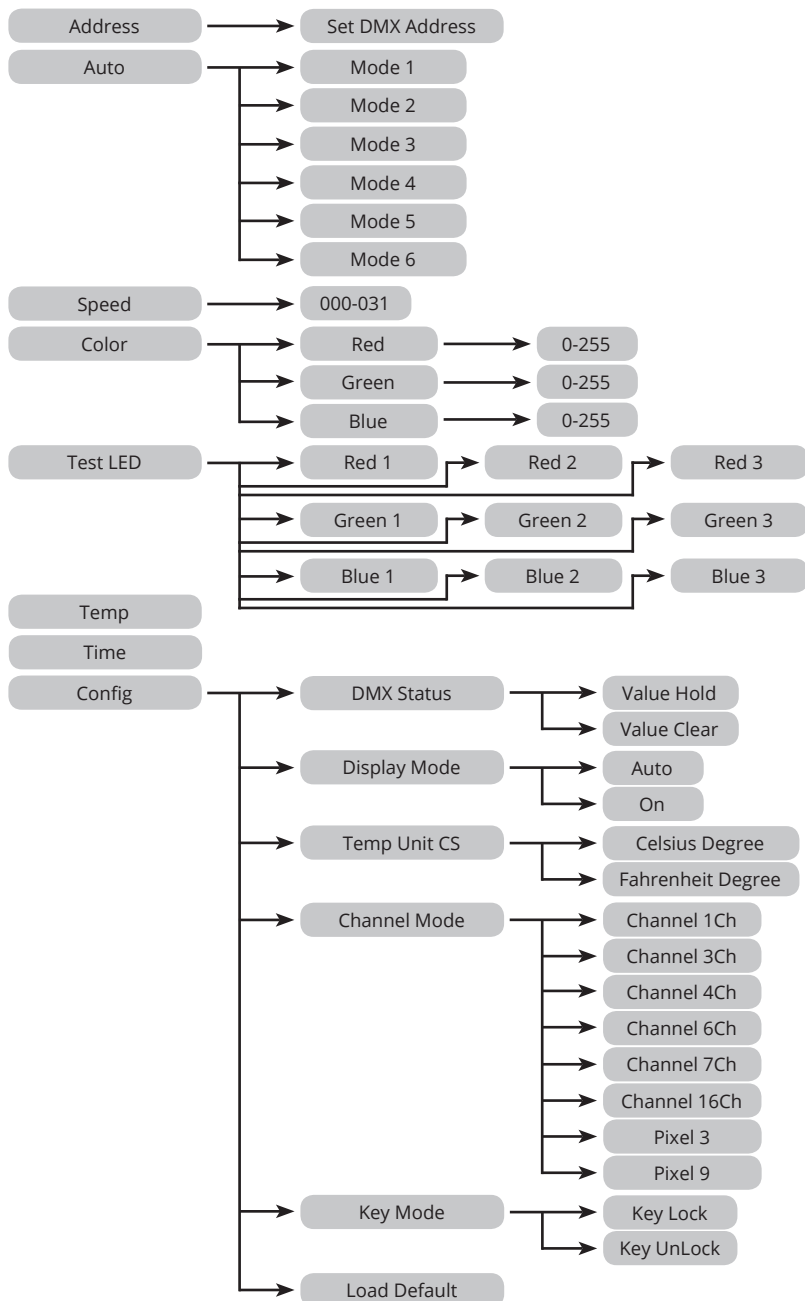 Address Set DMX Address
Auto Mode 1
Mode 2
Mode 3
Mode 4
Mode 5
Mode 6
Speed 000-031
Color Red 0-255
Green 0-255
Blue 0-255
Test LED Red 1 Red 2 Red 3
Green 1 Green 2 Green 3
Blue 1 Blue 2 Blue 3
Temp
Time
Config DMX Status Value Hold
Value Clear
Display Mode Auto
On
Temp Unit CS Celsius Degree
Fahrenheit Degree
Channel Mode Channel 1Ch
Channel 3Ch
Channel 4Ch
Channel 6Ch
Channel 7Ch
Channel 16Ch
Pixel 3
Pixel 9
Key Mode Key Lock
Key UnLock
Load Default